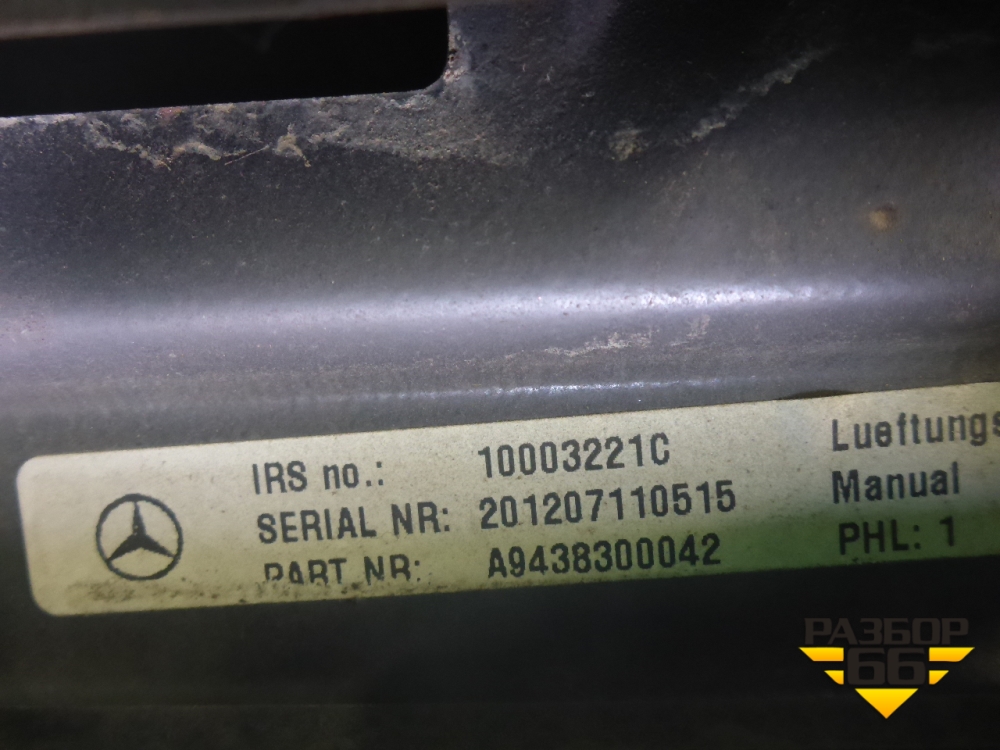 IRS no.: 10003221C
SERIAL NR: 201207110515
PART NR: A9438300042
Lueftungs
Manual
PHL: 1
РАЗБОР
66